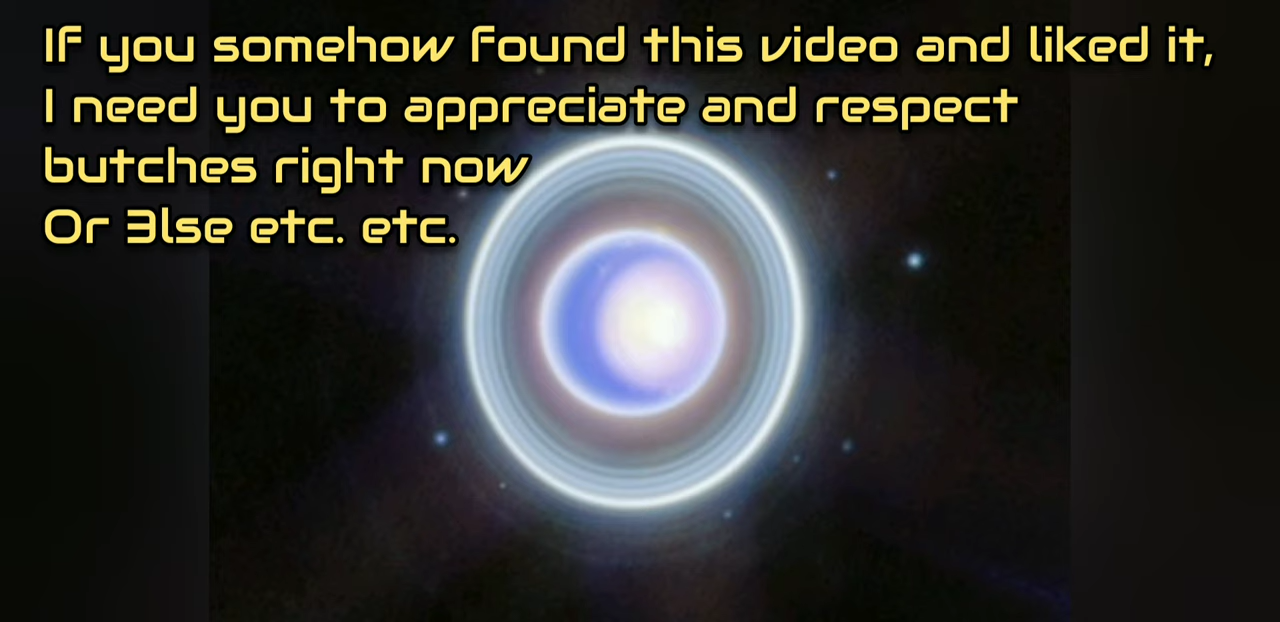 If you somehow found this video and liked it,
I need you to appreciate and respect
butches right now
Or 3lse etc. etc.